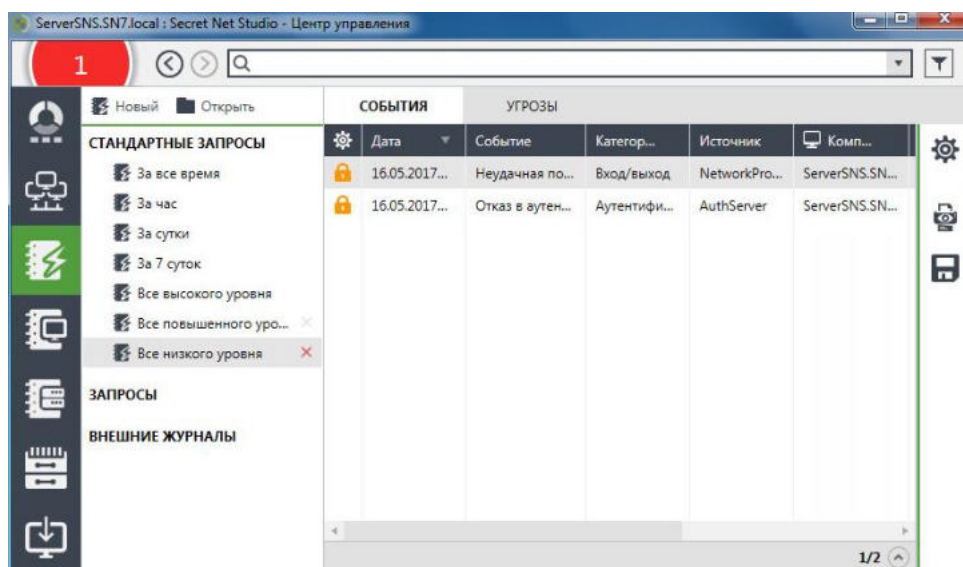 ServerSNS.SN7.local : Secret Net Studio - Центр управления
1
Новый Открыть
СТАНДАРТНЫЕ ЗАПРОСЫ
За все время
За час
За сутки
За 7 суток
Все высокого уровня
Все повышенного уро...
Все низкого уровня
ЗАПРОСЫ
ВНЕШНИЕ ЖУРНАЛЫ
СОБЫТИЯ УГРОЗЫ
Дата Событие Категор... Источник Комп...
16.05.2017... Неудачная по... Вход/выход NetworkPro... ServerSNS.SN...
16.05.2017... Отказ в аутен... Аутентифи... AuthServer ServerSNS.SN...
1/2